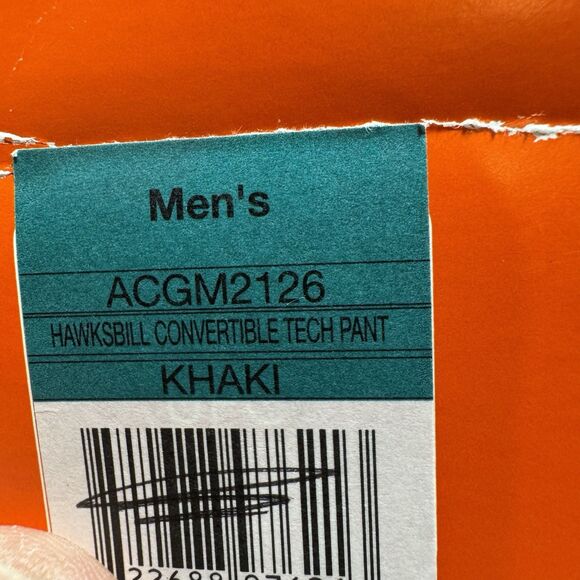 Men's
ACGM2126
HAWKSBILL CONVERTIBLE TECH PANT
KHAKI